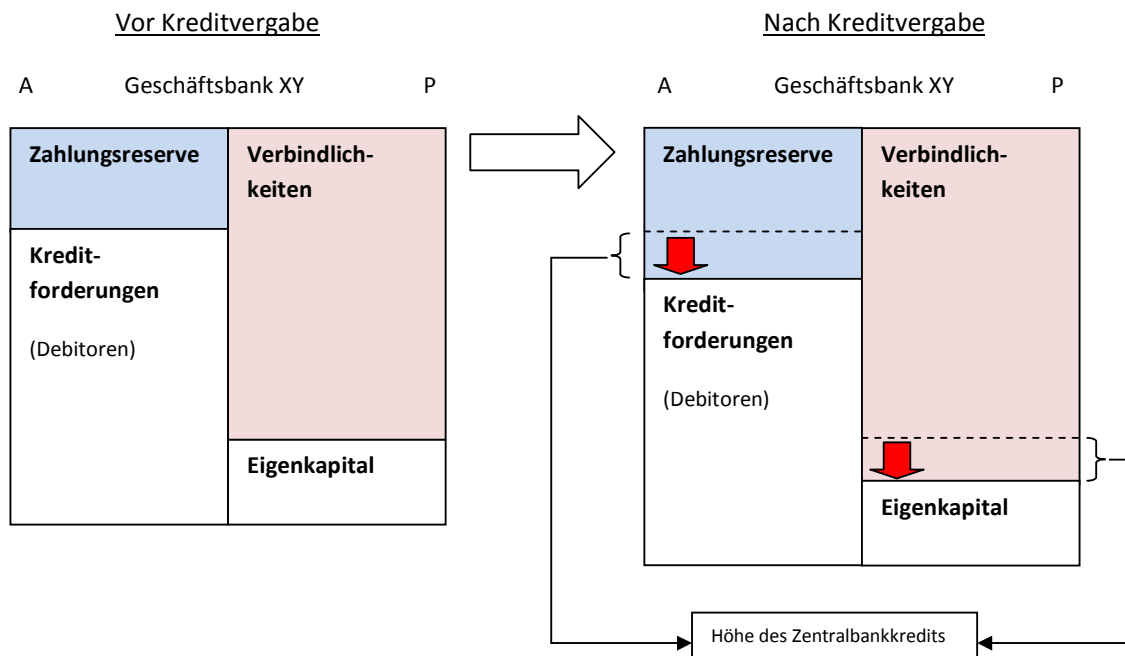 Vor Kreditvergabe
A Geschäftsbank XY P
Zahlungsreserve
Verbindlich-
keiten
Kredit-
forderungen
(Debitoren)
Eigenkapital
Nach Kreditvergabe
A Geschäftsbank XY P
Zahlungsreserve
Verbindlich-
keiten
Kredit-
forderungen
(Debitoren)
Eigenkapital
Höhe des Zentralbankkredits